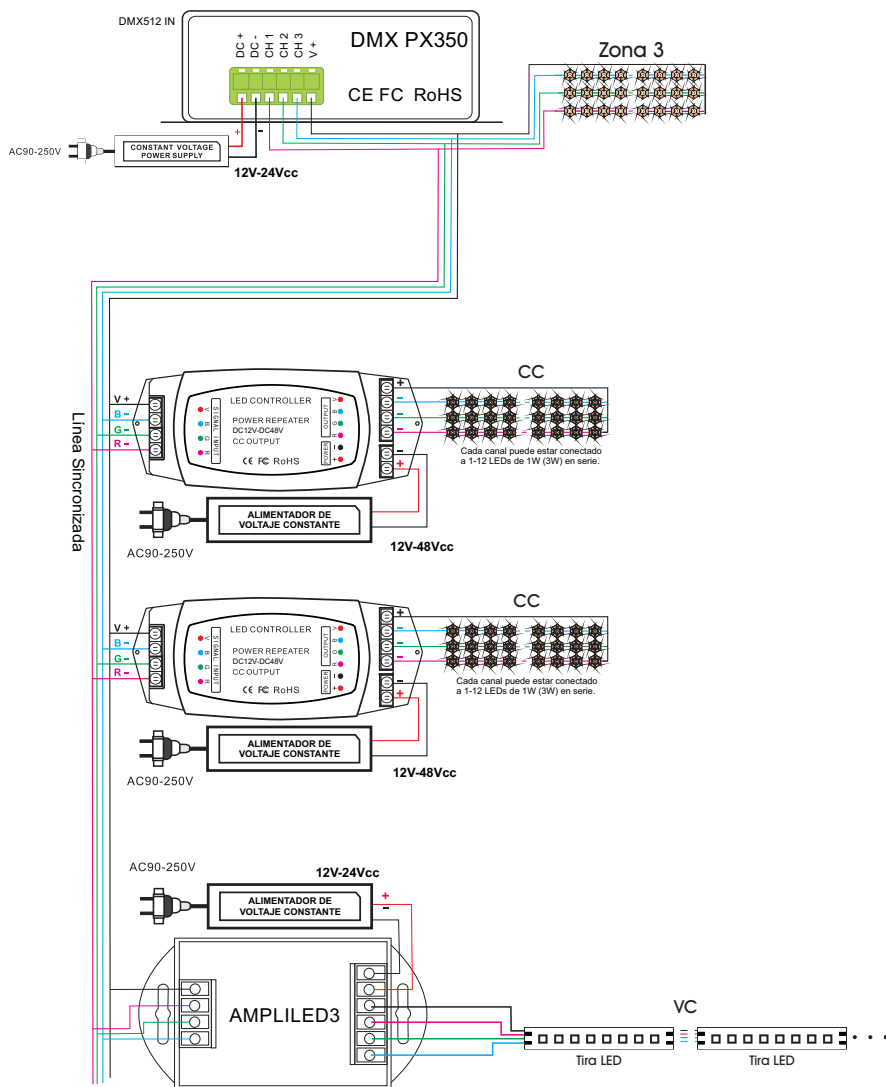 DMX512 IN
DC +
DC -
CH 1
CH 2
CH 3
V +
DMX PX350
CE FC RoHS
Zona 3
AC90-250V
CONSTANT VOLTAGE
POWER SUPPLY
+
-
12V-24Vcc
Línea Sincronizada
V +
B -
G -
R -
V
B
G
R
SIGNAL INPUT
LED CONTROLLER
POWER REPEATER
DC12V-DC48V
CC OUTPUT
CE FC RoHS
OUTPUT
V
B
G
R
POWER
-
+
+
-
-
-
-
+
CC
Cada canal puede estar conectado
a 1-12 LEDs de 1W (3W) en serie.
ALIMENTADOR DE
VOLTAJE CONSTANTE
AC90-250V
12V-48Vcc
V +
B -
G -
R -
V
B
G
R
SIGNAL INPUT
LED CONTROLLER
POWER REPEATER
DC12V-DC48V
CC OUTPUT
CE FC RoHS
OUTPUT
V
B
G
R
POWER
-
+
+
-
-
-
-
+
CC
Cada canal puede estar conectado
a 1-12 LEDs de 1W (3W) en serie.
ALIMENTADOR DE
VOLTAJE CONSTANTE
AC90-250V
12V-48Vcc
AC90-250V
12V-24Vcc
ALIMENTADOR DE
VOLTAJE CONSTANTE
+
-
AMPLILED3
VC
Tira LED
Tira LED